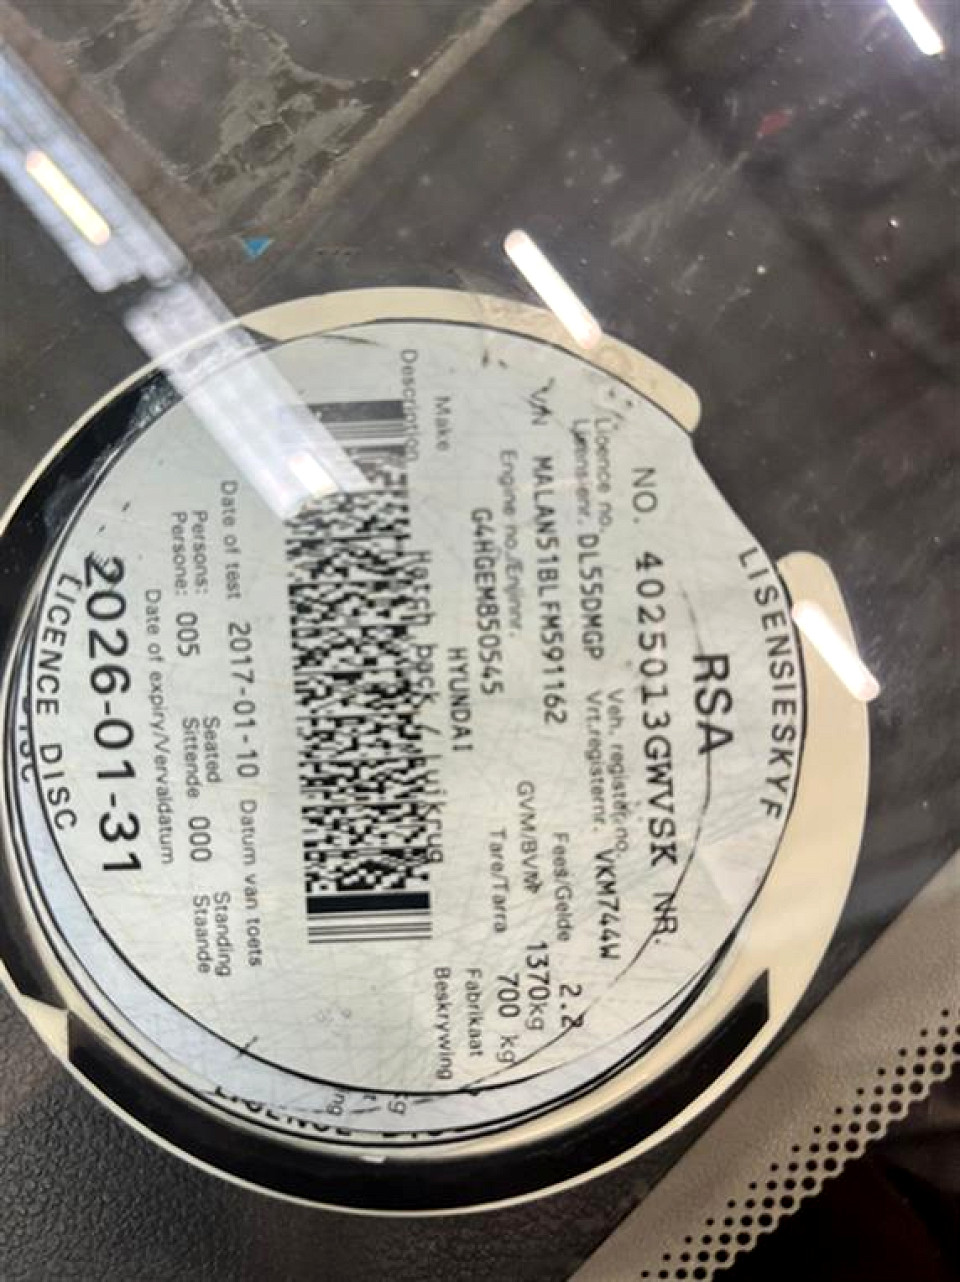 LISENSIESKYF
RSA
NO. 4025013GWVSK NR.
Licence no. Veh. register no.
Lisensienr. DL55DMGP Vrt.registernr. VKM744W
VIN MALAN51BLFM591162 Fees/Gelde 2.2
Engine no./Enjinnr. GVM/BVM 1370kg
G4HGEM850545 Tare/Tarra 700 kg
Make HYUNDAI Fabrikaat
Description Hatch back / Luikrug Beskrywing
Date of test 2017-01-10 Datum van toets
Persons: Seated Standing
Persone: 005 Sittende 000 Staande
Date of expiry/Vervaldatum
2026-01-31
LICENCE DISC